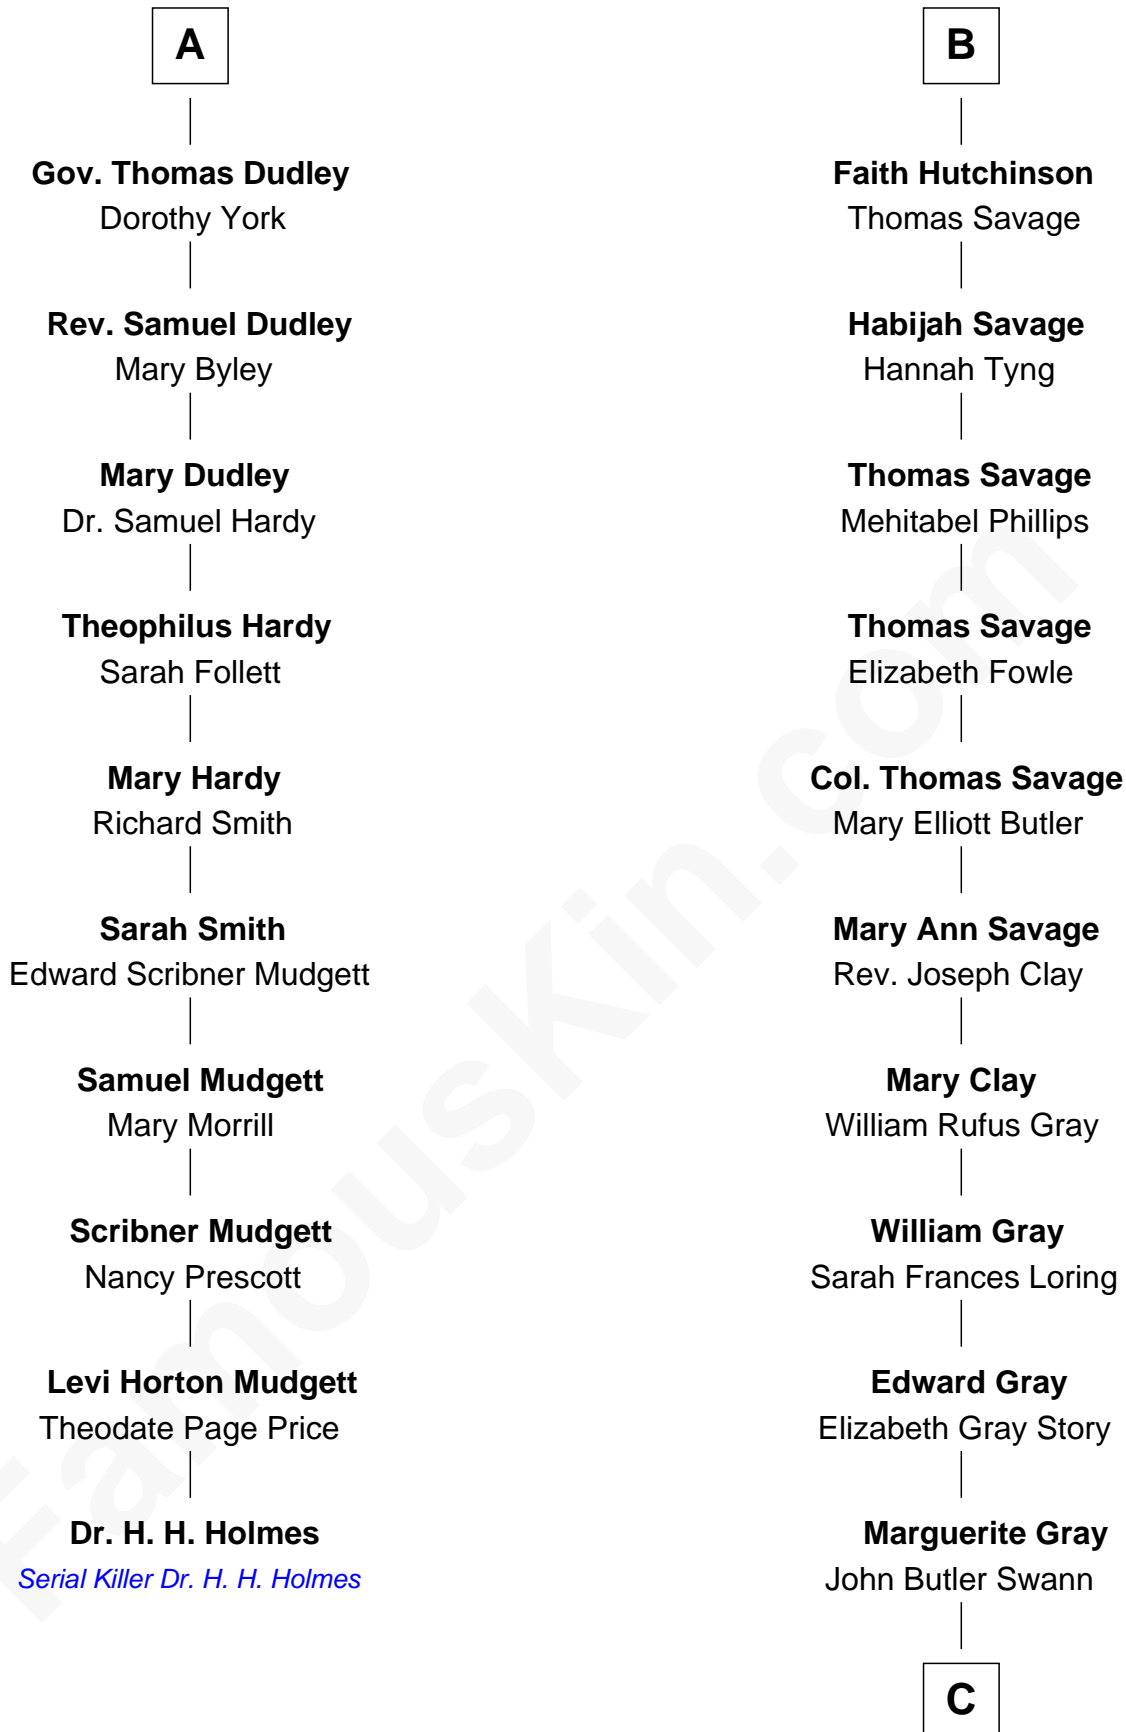 A
Gov. Thomas Dudley
Dorothy York
Rev. Samuel Dudley
Mary Byley
Mary Dudley
Dr. Samuel Hardy
Theophilus Hardy
Sarah Follett
Mary Hardy
Richard Smith
Sarah Smith
Edward Scribner Mudgett
Samuel Mudgett
Mary Morrill
Scribner Mudgett
Nancy Prescott
Levi Horton Mudgett
Theodate Page Price
Dr. H. H. Holmes
Serial Killer Dr. H. H. Holmes
B
Faith Hutchinson
Thomas Savage
Habijah Savage
Hannah Tyng
Thomas Savage
Mehitabel Phillips
Thomas Savage
Elizabeth Fowle
Col. Thomas Savage
Mary Elliott Butler
Mary Ann Savage
Rev. Joseph Clay
Mary Clay
William Rufus Gray
William Gray
Sarah Frances Loring
Edward Gray
Elizabeth Gray Story
Marguerite Gray
John Butler Swann
C
FamousKin.com